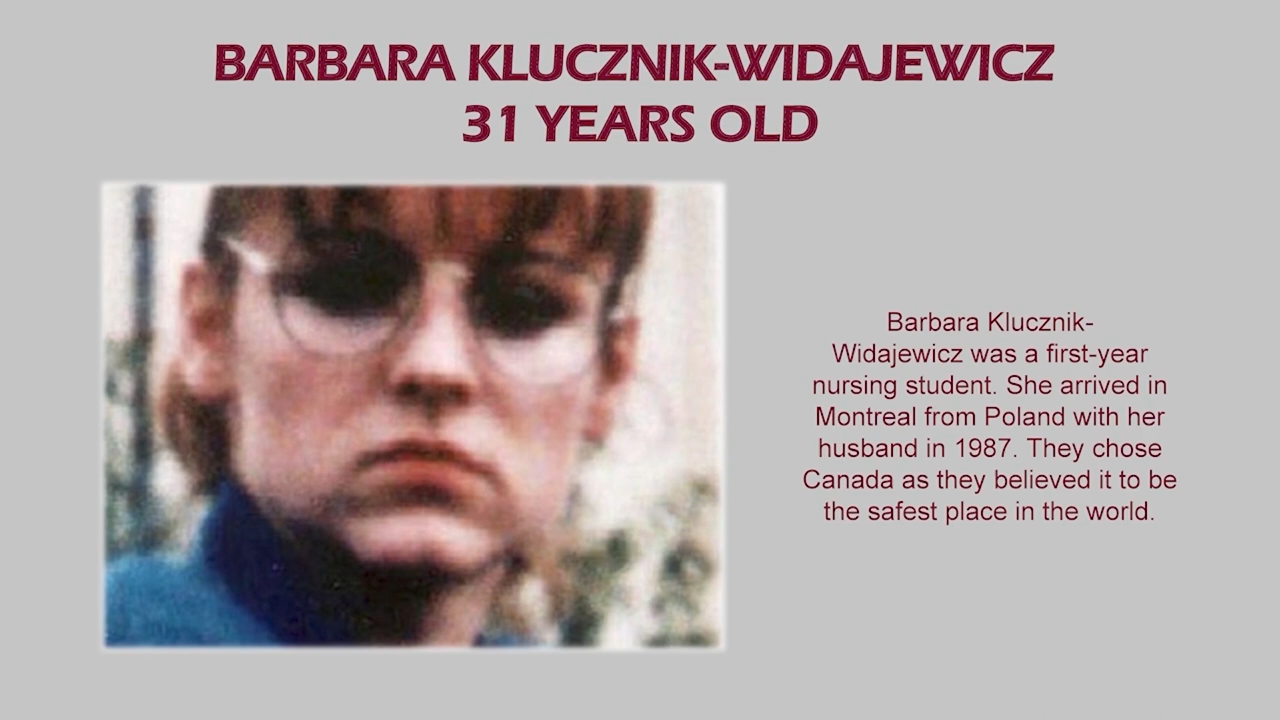 BARBARA KLUCZNIK-WIDAJEWICZ
31 YEARS OLD
Barbara Klucznik-
Widajewicz was a first-year
nursing student. She arrived in
Montreal from Poland with her
husband in 1987. They chose
Canada as they believed it to be
the safest place in the world.